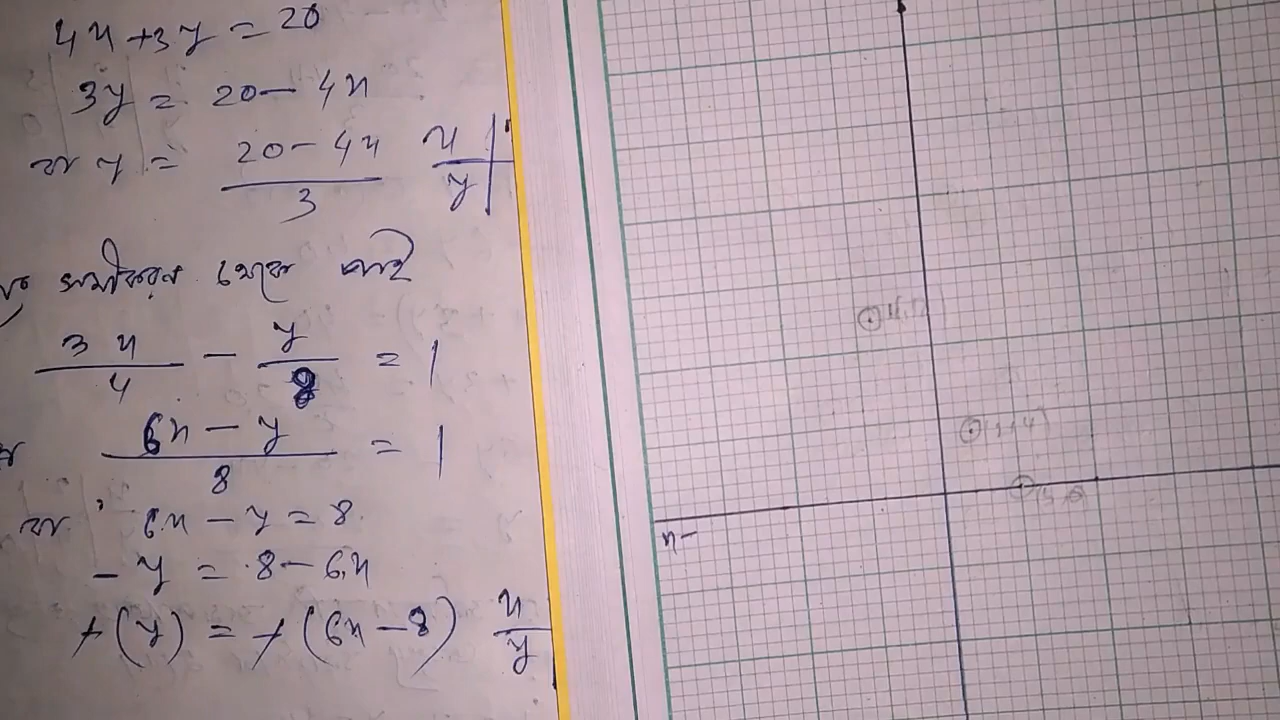 4x + 3y = 20
3y = 20 - 4x
বা y = (20 - 4x) / 3
x
y
সমীকরণ থেকে পাই
3x / 4 - y / 8 = 1
(6x - y) / 8 = 1
বা 6x - y = 8
- y = 8 - 6x
+(y) = +(6x - 8)
x
y
x-